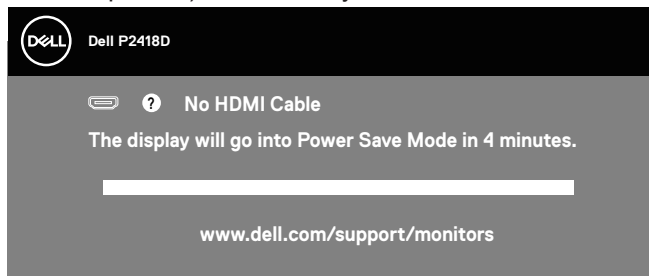 DELL
Dell P2418D
? No HDMI Cable
The display will go into Power Save Mode in 4 minutes.
www.dell.com/support/monitors